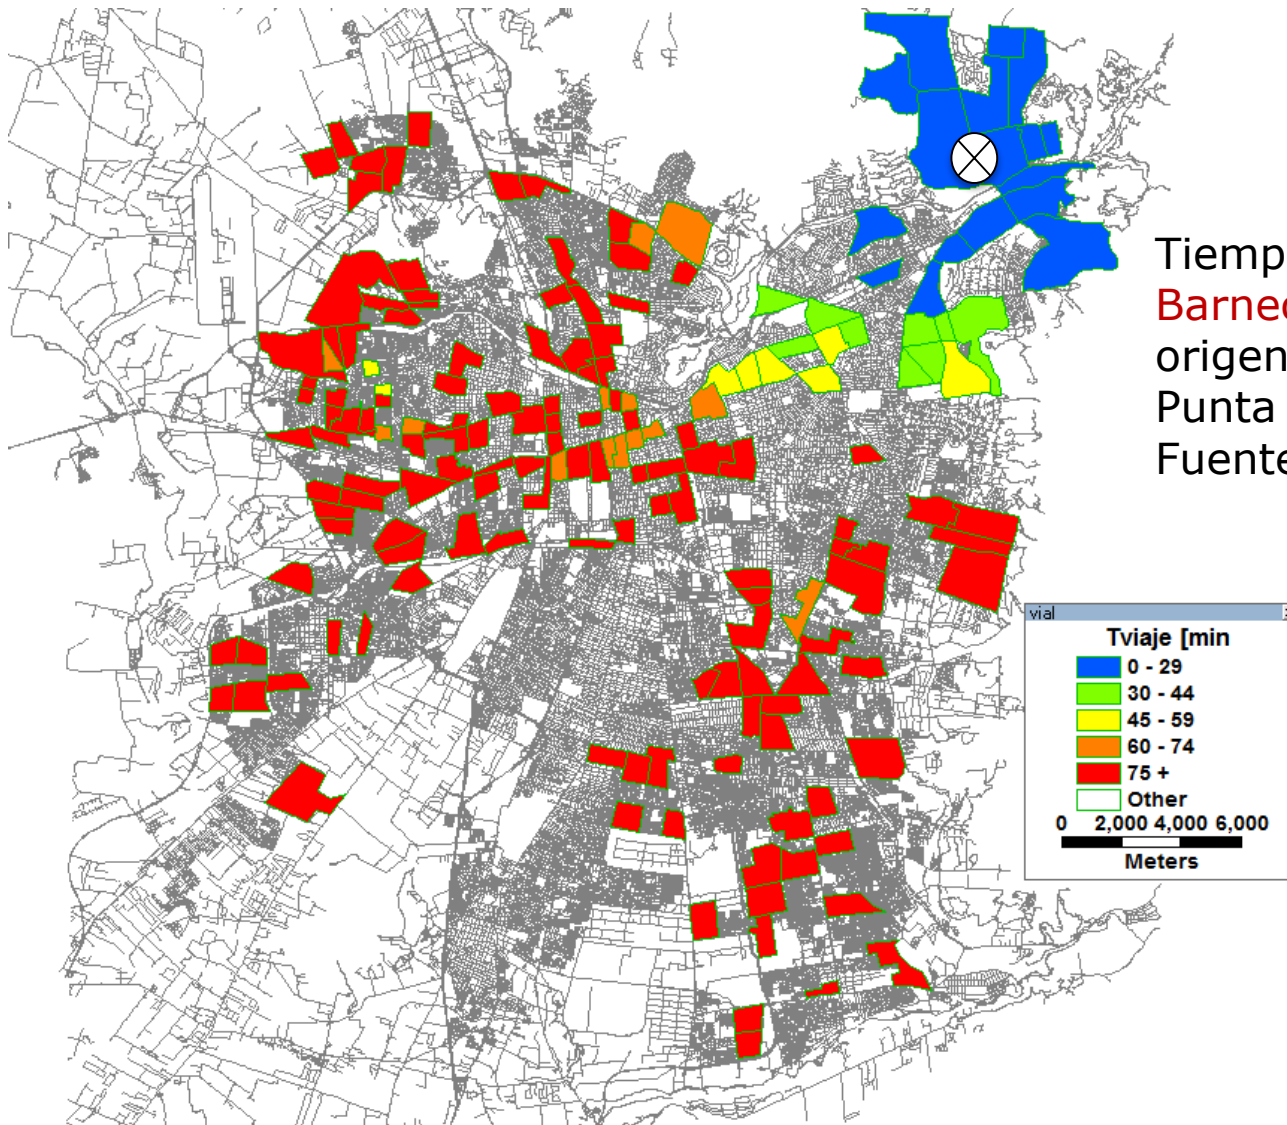 Tiemp
Barned
origen
Punta
Fuente
vial
Tviaje [min
0 - 29
30 - 44
45 - 59
60 - 74
75 +
Other
0 2,000 4,000 6,000
Meters